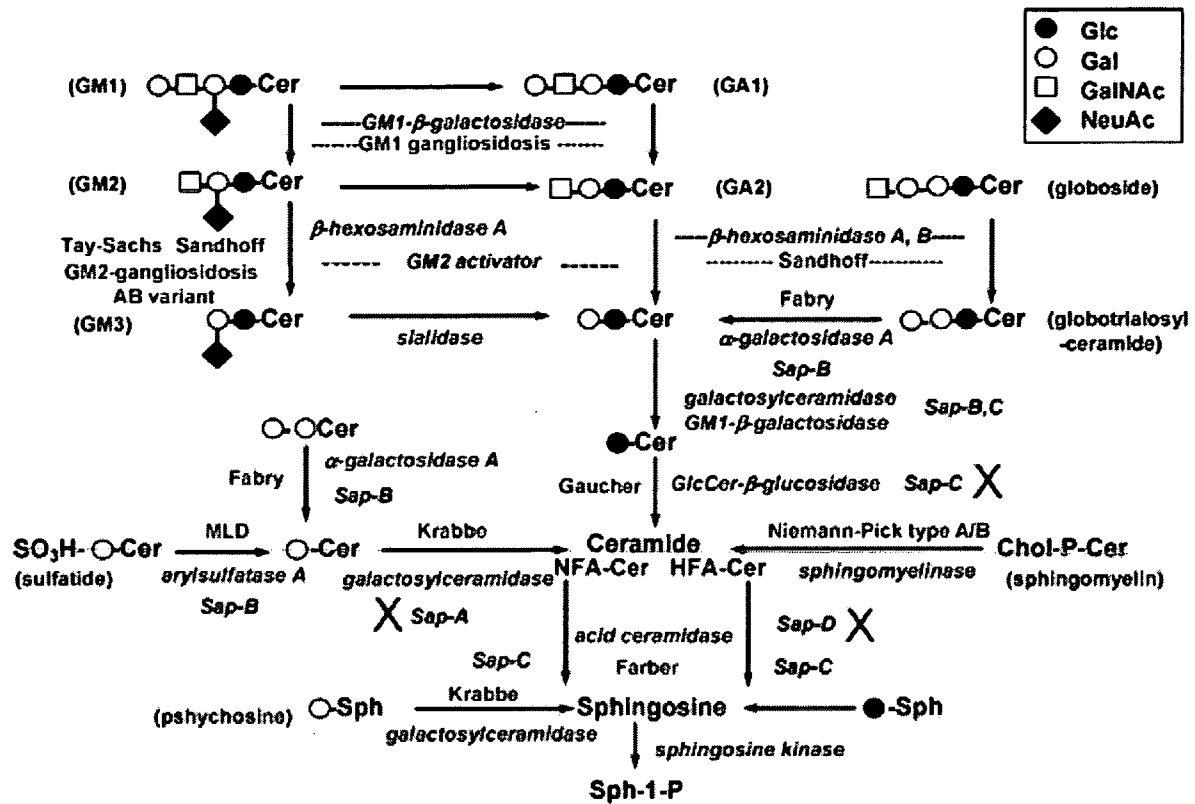 Glc
Gal
GalNAc
NeuAc
(GM1) Cer Cer (GA1)
GM1-β-galactosidase
GM1 gangliosidosis
(GM2) Cer Cer (GA2) Cer (globoside)
β-hexosaminidase A
Tay-Sachs Sandhoff
GM2-gangliosidosis
AB variant
GM2 activator
β-hexosaminidase A, B
Sandhoff
(GM3) Cer Cer Cer (globotrialosyl
-ceramide)
sialidase
Fabry
α-galactosidase A
Sap-B
galactosylceramidase
GM1-β-galactosidase
Sap-B,C
Cer
α-galactosidase A
Fabry
Sap-B
Cer
Gaucher GlcCer-β-glucosidase Sap-C X
SO3H- Cer MLD Cer Krabbe Ceramide Niemann-Pick type A/B Chol-P-Cer
(sulfatide) arylsulfatase A galactosylceramidase NFA-Cer HFA-Cer sphingomyelinase (sphingomyelin)
Sap-B
X Sap-A
acid ceramidase
Sap-D X
Sap-C Farber Sap-C
(pshychosine) Sph Krabbe Sphingosine -Sph
galactosylceramidase
sphingosine kinase
Sph-1-P